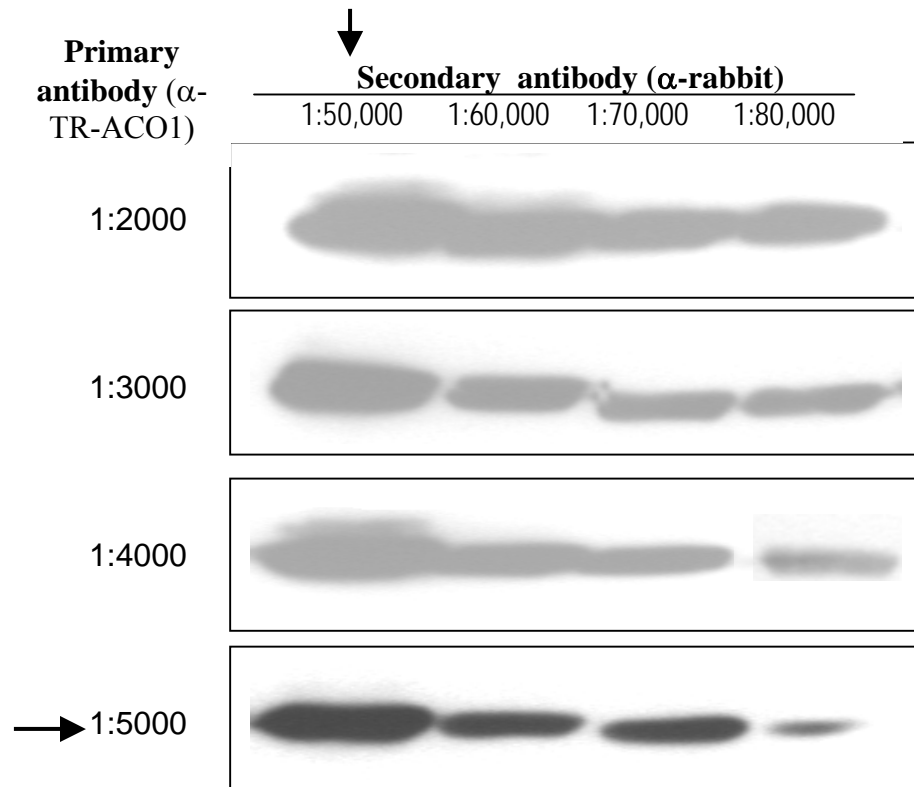 Primary
antibody (α-
TR-ACO1)
Secondary antibody (α-rabbit)
1:50,000 1:60,000 1:70,000 1:80,000
1:2000
1:3000
1:4000
1:5000